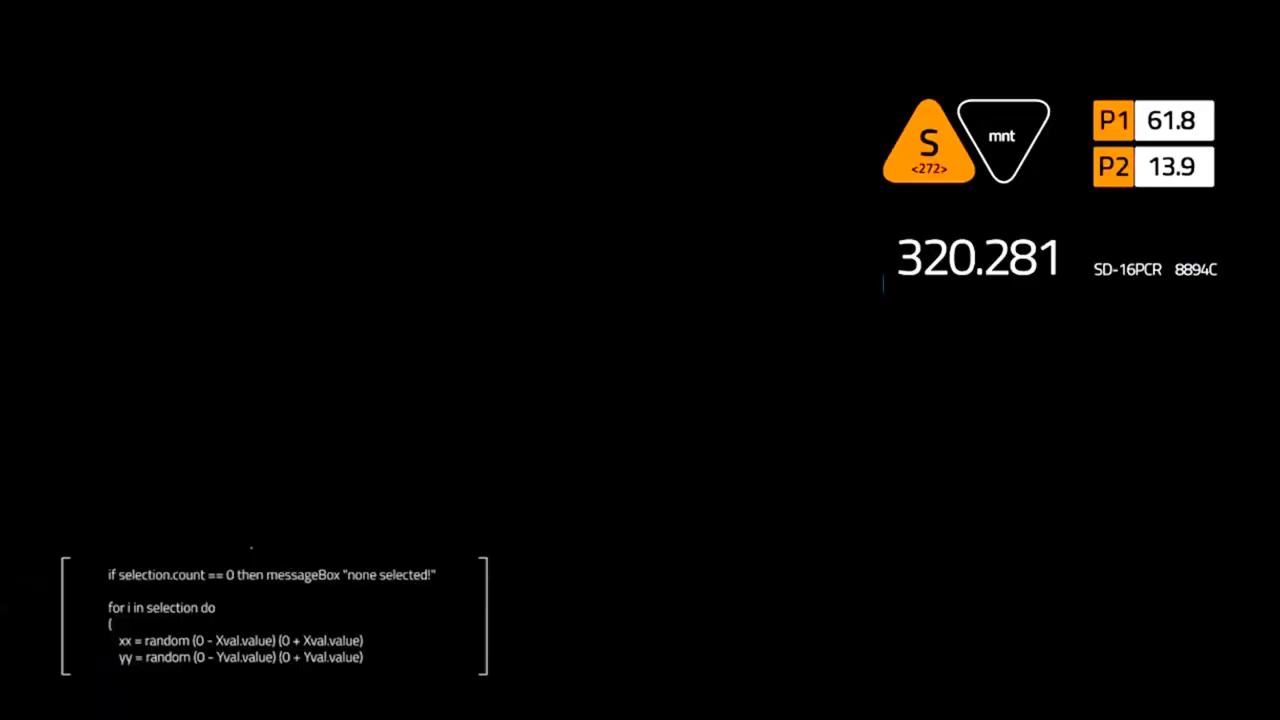 S
<272>
mnt
P1 61.8
P2 13.9
320.281
SD-16PCR 8894C
if selection.count == 0 then messageBox "none selected!"
for i in selection do
(
xx = random (0 - Xval.value) (0 + Xval.value)
yy = random (0 - Yval.value) (0 + Yval.value)